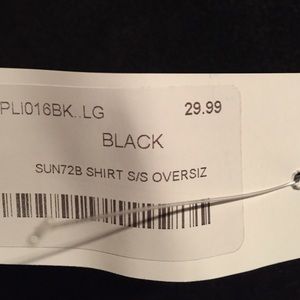 PLI016BK..LG 29.99
BLACK
SUN72B SHIRT S/S OVERSIZ